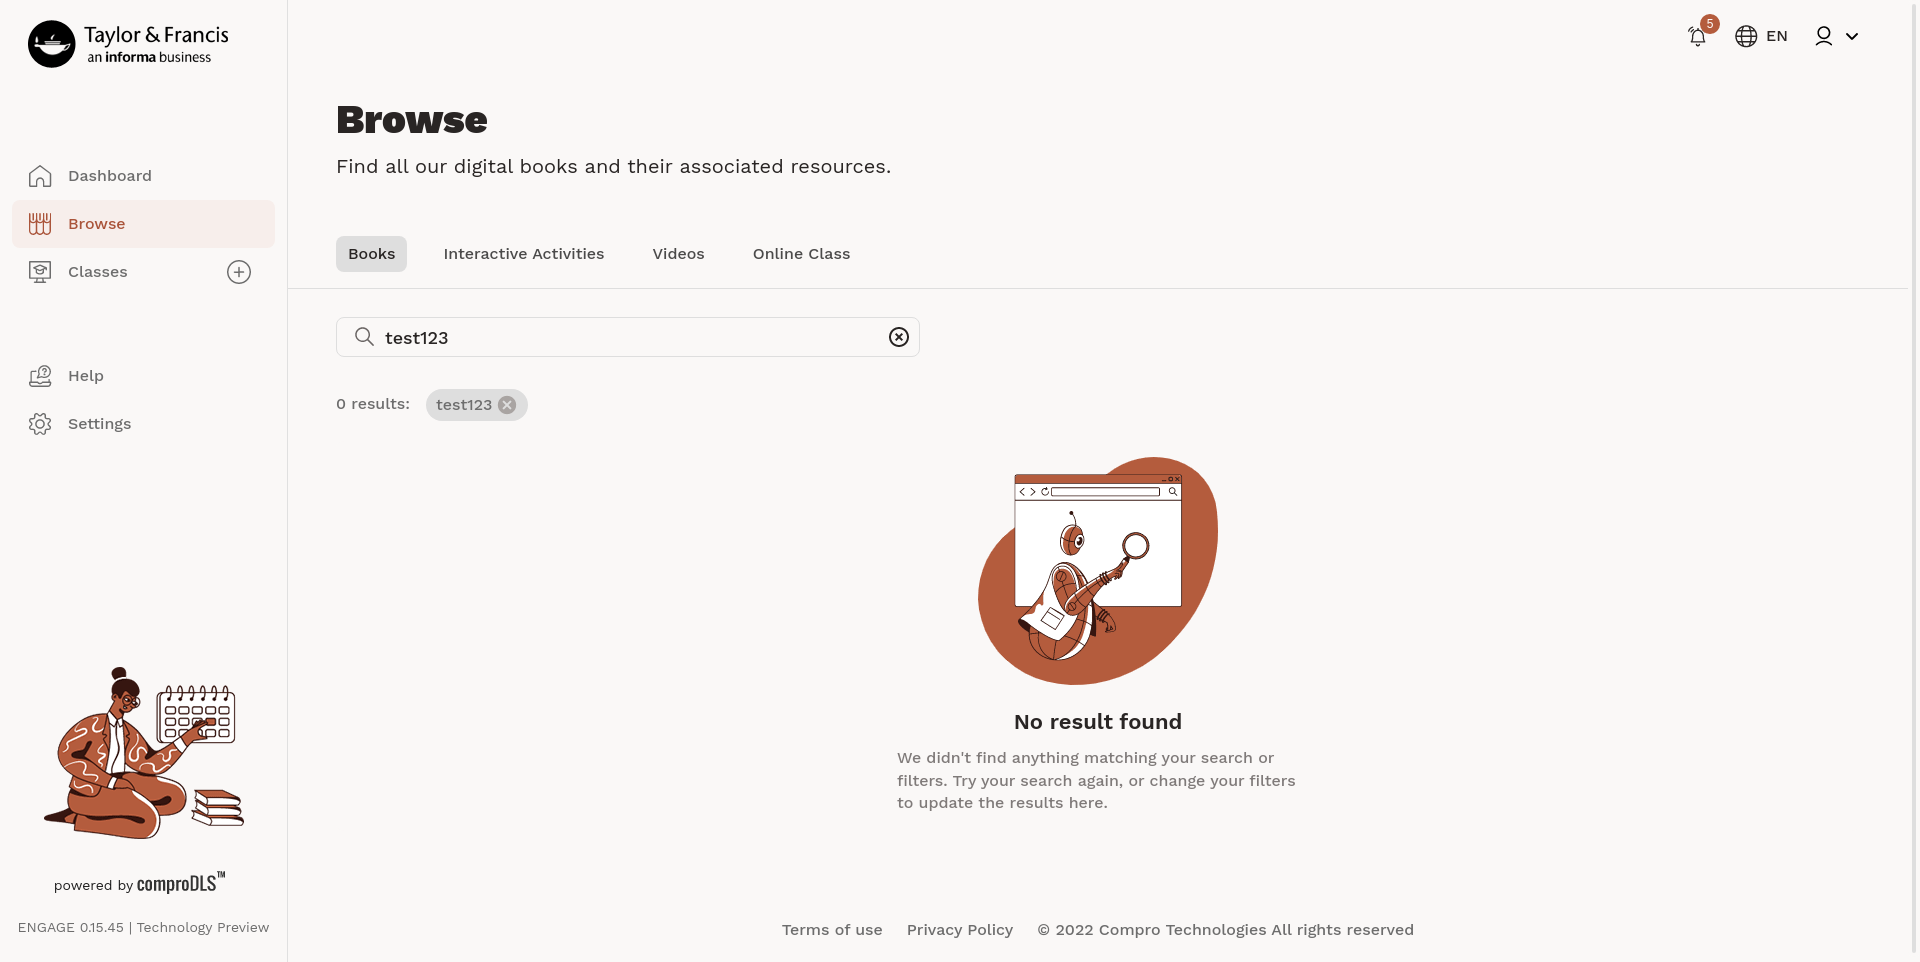 Taylor & Francis
an informa business
5
EN
Dashboard
Browse
Classes
Help
Settings
powered by comproDLS™
ENGAGE 0.15.45 | Technology Preview
Browse
Find all our digital books and their associated resources.
Books Interactive Activities Videos Online Class
test123
0 results: test123
No result found
We didn't find anything matching your search or
filters. Try your search again, or change your filters
to update the results here.
Terms of use Privacy Policy © 2022 Compro Technologies All rights reserved